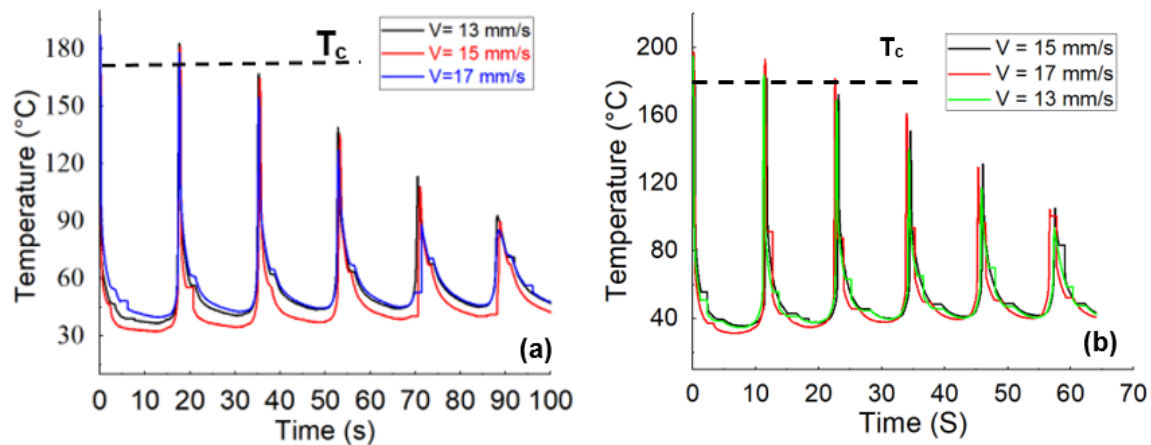 T_c
V= 13 mm/s
V= 15 mm/s
V=17 mm/s
180
150
120
90
60
30
Temperature (°C)
0 10 20 30 40 50 60 70 80 90 100
Time (s)
(a)
T_c
V = 15 mm/s
V = 17 mm/s
V = 13 mm/s
200
160
120
80
40
Temperature (°C)
0 10 20 30 40 50 60 70
Time (S)
(b)